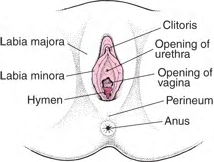 Labia majora
Labia minora
Hymen
Clitoris
Opening of
urethra
Opening of
vagina
Perineum
Anus